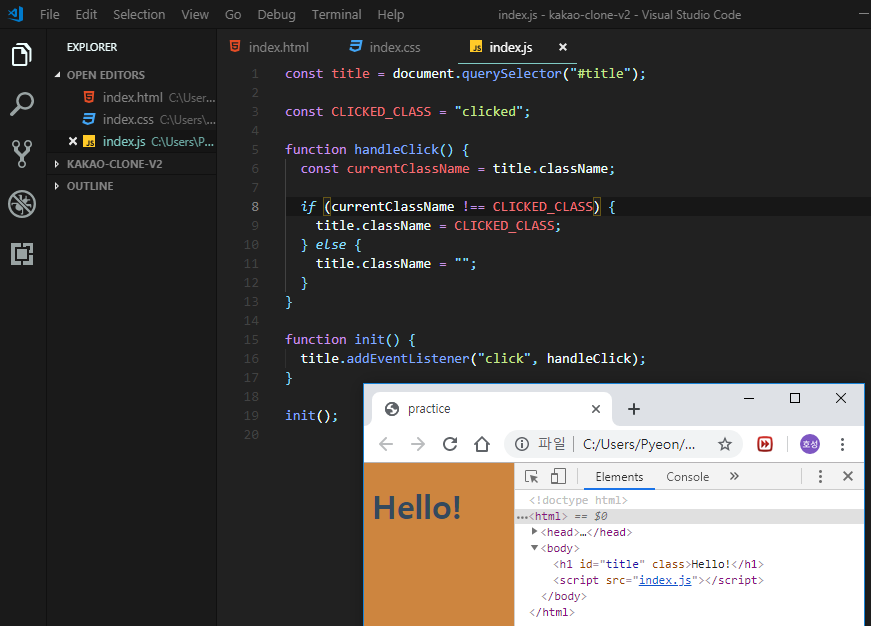 File Edit Selection View Go Debug Terminal Help index.js - kakao-clone-v2 - Visual Studio Code
EXPLORER
OPEN EDITORS
index.html C:\User...
index.css C:\Users\...
JS index.js C:\Users\P...
KAKAO-CLONE-V2
OUTLINE
index.html index.css JS index.js
1 const title = document.querySelector("#title");
2
3 const CLICKED_CLASS = "clicked";
4
5 function handleClick() {
6 const currentClassName = title.className;
7
8 if (currentClassName !== CLICKED_CLASS) {
9 title.className = CLICKED_CLASS;
10 } else {
11 title.className = "";
12 }
13 }
14
15 function init() {
16 title.addEventListener("click", handleClick);
17 }
18
19 init();
20
practice
파일 C:/Users/Pyeon/... 호성
Hello!
Elements Console
<!doctype html>
...<html> == $0
<head>…</head>
<body>
<h1 id="title" class>Hello!</h1>
<script src="index.js"></script>
</body>
</html>